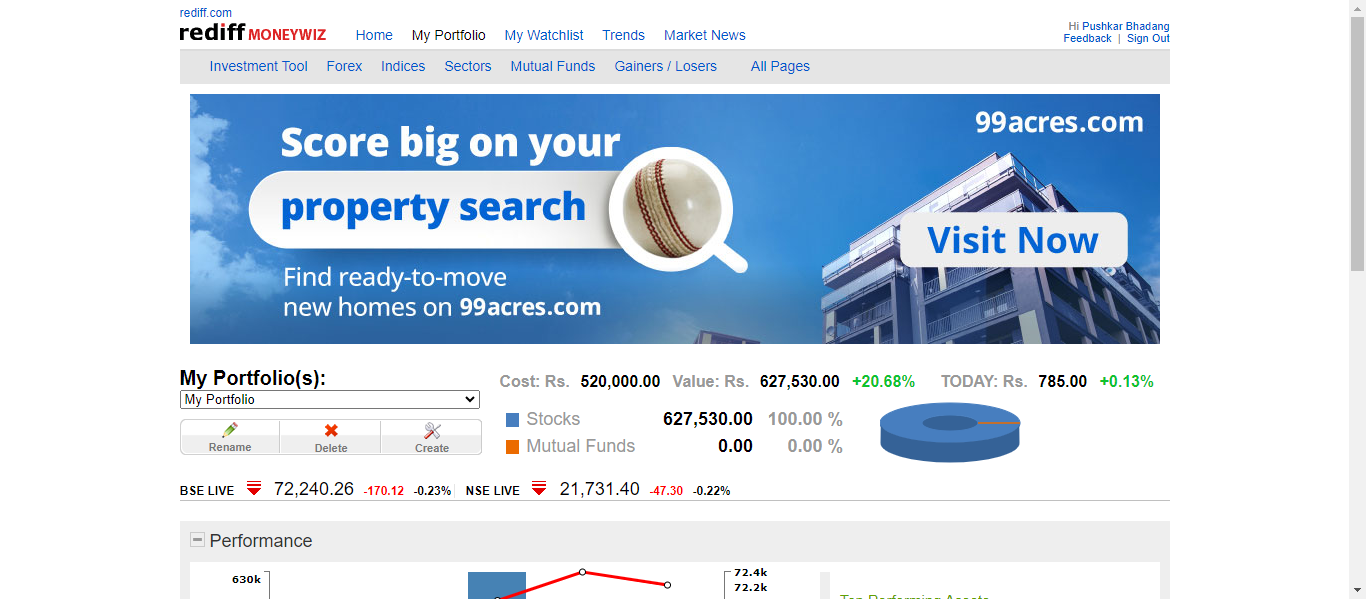 rediff.com
rediff MONEYWIZ Home My Portfolio My Watchlist Trends Market News
Hi Pushkar Bhadang
Feedback | Sign Out
Investment Tool Forex Indices Sectors Mutual Funds Gainers / Losers All Pages
99acres.com
Score big on your
property search
Visit Now
Find ready-to-move
new homes on 99acres.com
My Portfolio(s):
My Portfolio
Rename Delete Create
Cost: Rs. 520,000.00 Value: Rs. 627,530.00 +20.68% TODAY: Rs. 785.00 +0.13%
Stocks 627,530.00 100.00 %
Mutual Funds 0.00 0.00 %
BSE LIVE 72,240.26 -170.12 -0.23% NSE LIVE 21,731.40 -47.30 -0.22%
Performance
630k
72.4k
72.2k
Top Performing Assets